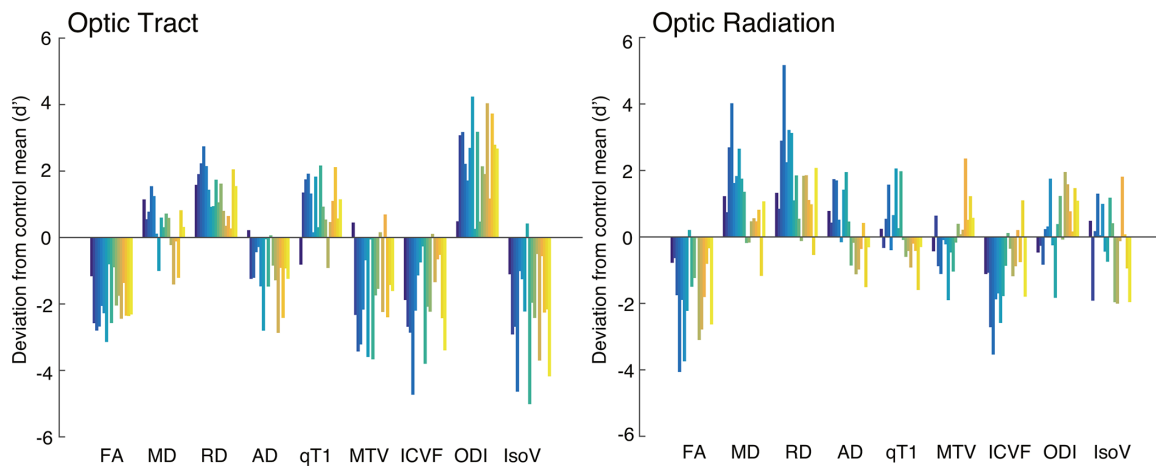 Optic Tract
Deviation from control mean (d')
6
4
2
0
-2
-4
-6
FA MD RD AD qT1 MTV ICVF ODI IsoV
Optic Radiation
Deviation from control mean (d')
6
4
2
0
-2
-4
-6
FA MD RD AD qT1 MTV ICVF ODI IsoV